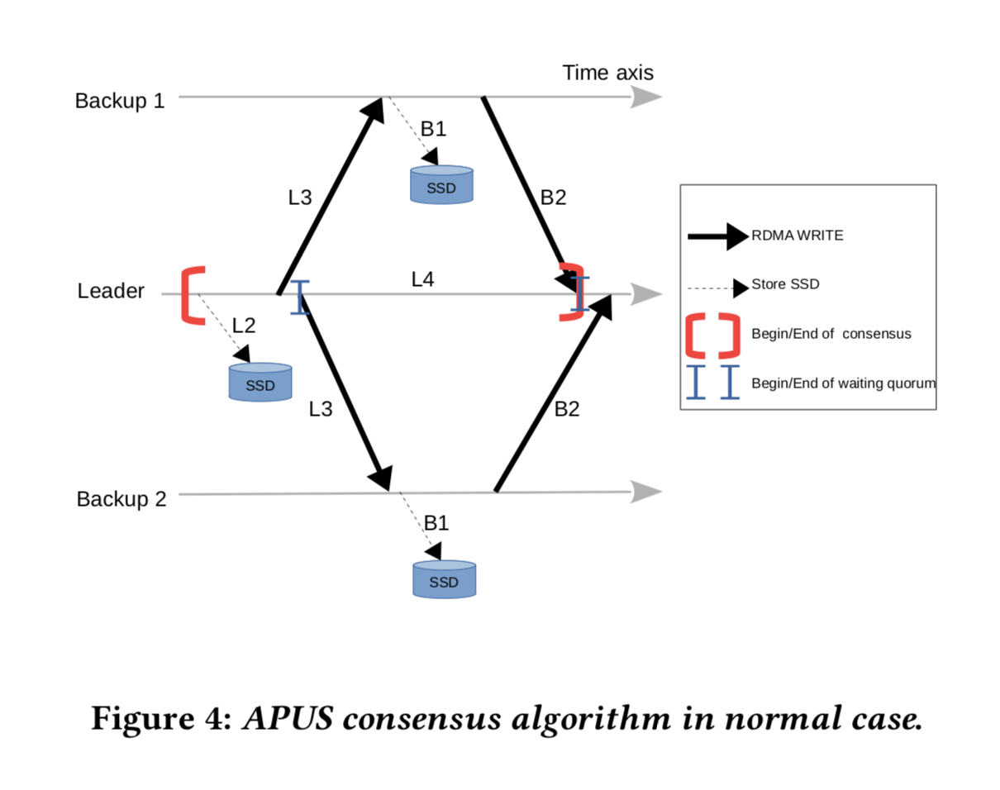 Time axis
Backup 1
B1
SSD
L3
B2
RDMA WRITE
L4
Leader
Store SSD
L2
Begin/End of consensus
SSD
Begin/End of waiting quorum
L3
B2
Backup 2
B1
SSD
Figure 4: APUS consensus algorithm in normal case.